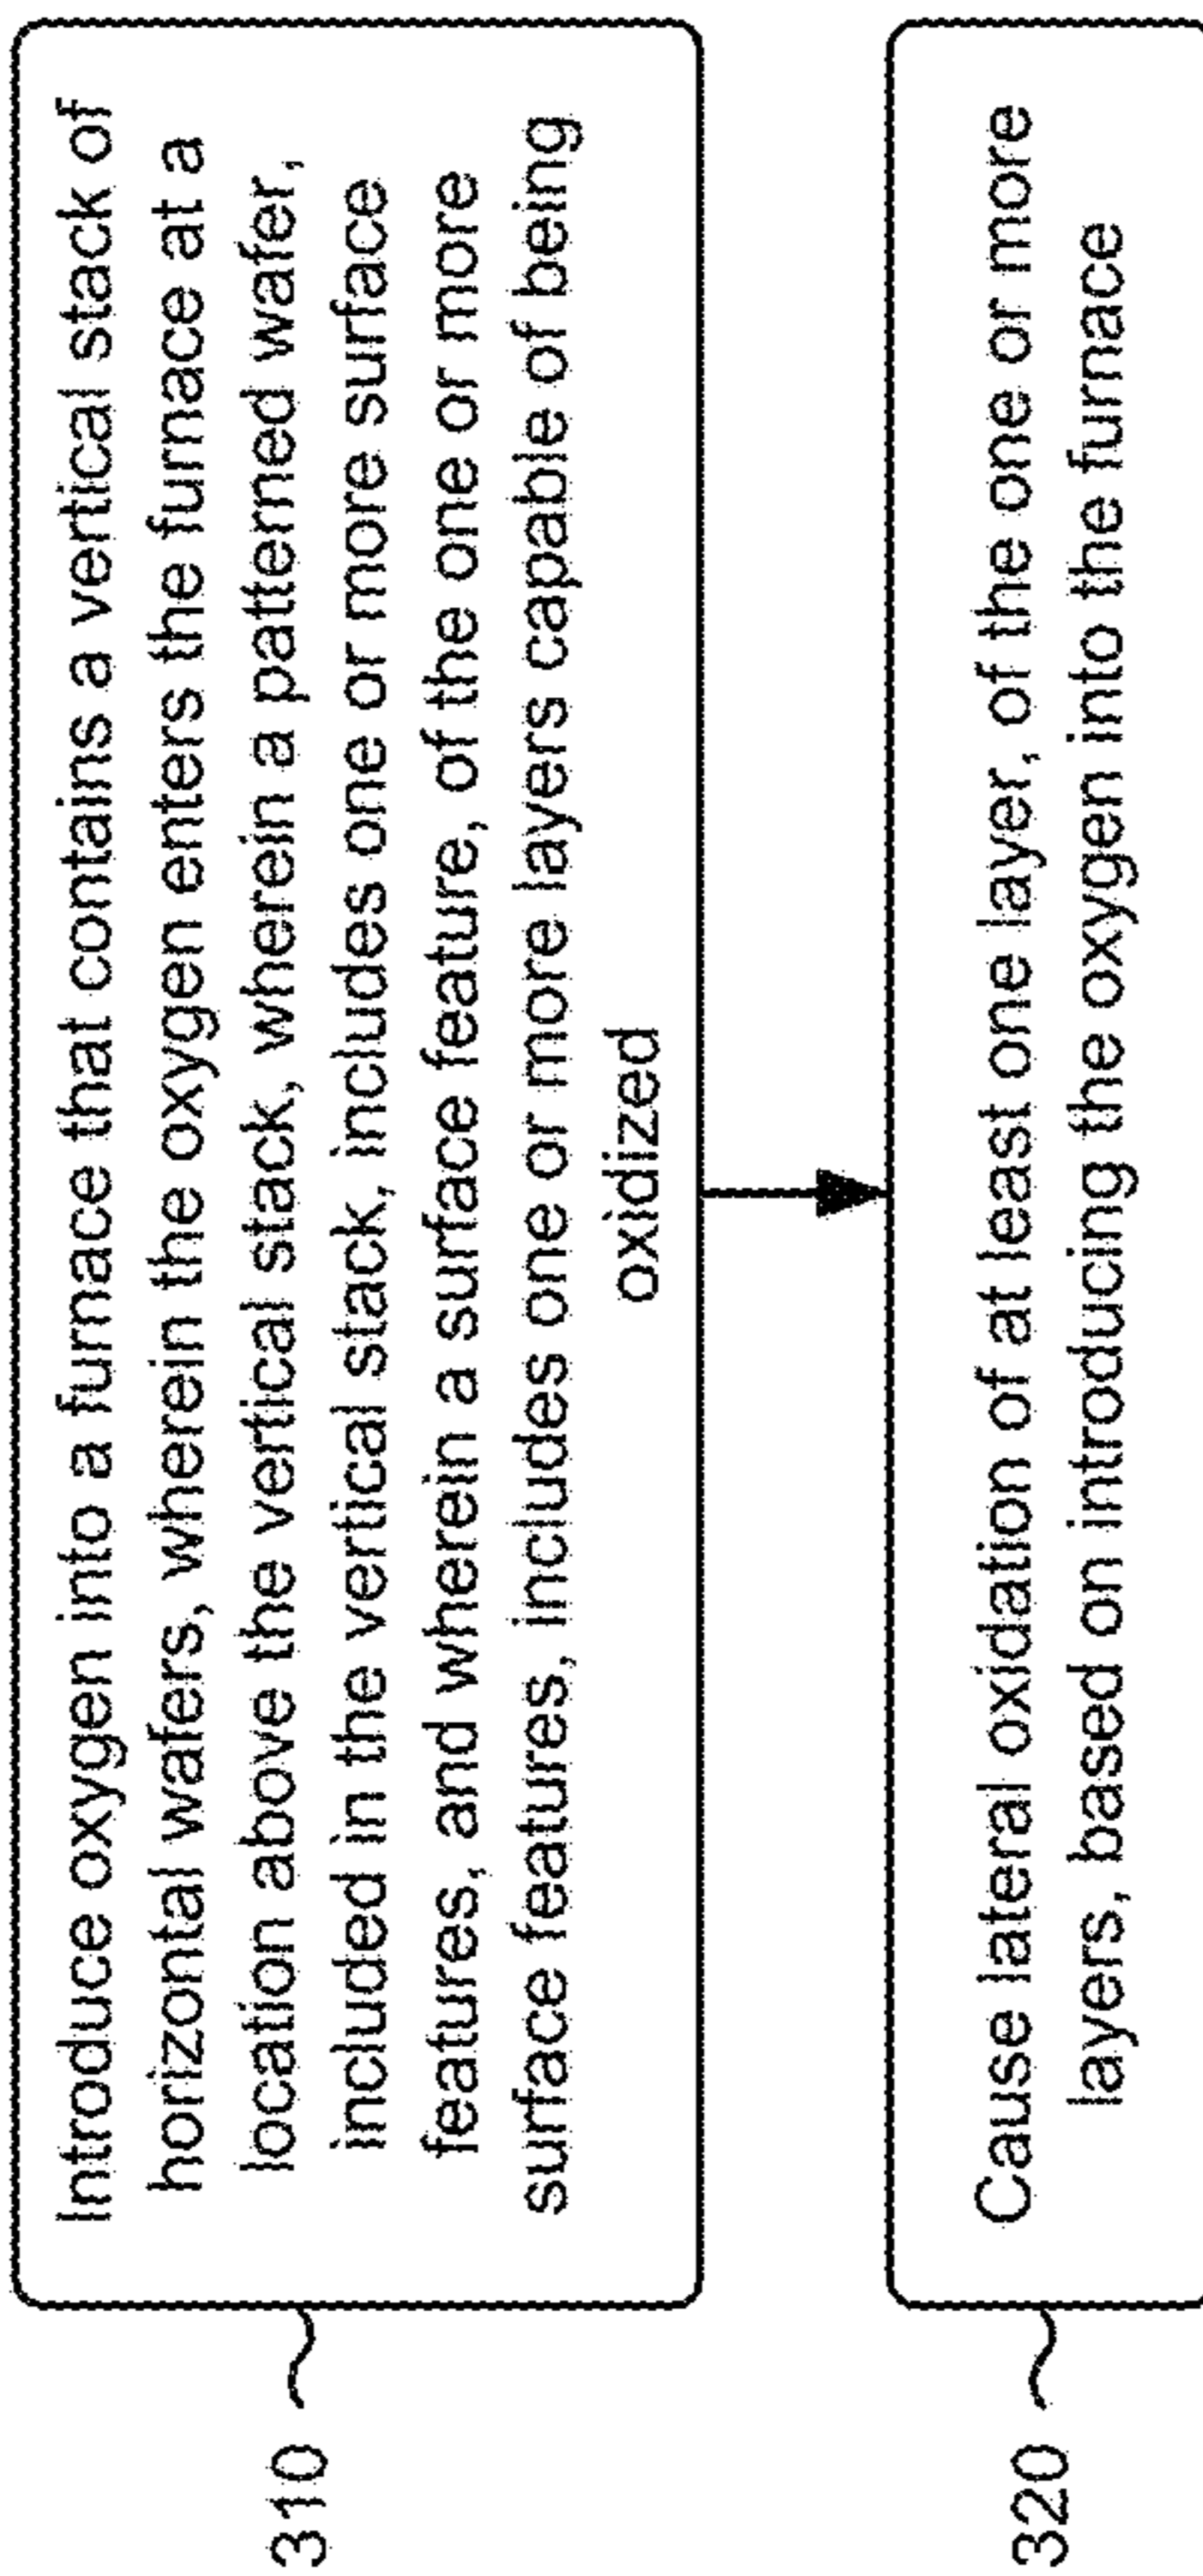 310
Introduce oxygen into a furnace that contains a vertical stack of
horizontal wafers, wherein the oxygen enters the furnace at a
location above the vertical stack, wherein a patterned wafer,
included in the vertical stack, includes one or more surface
features, and wherein a surface feature, of the one or more
surface features, includes one or more layers capable of being
oxidized
320
Cause lateral oxidation of at least one layer, of the one or more
layers, based on introducing the oxygen into the furnace